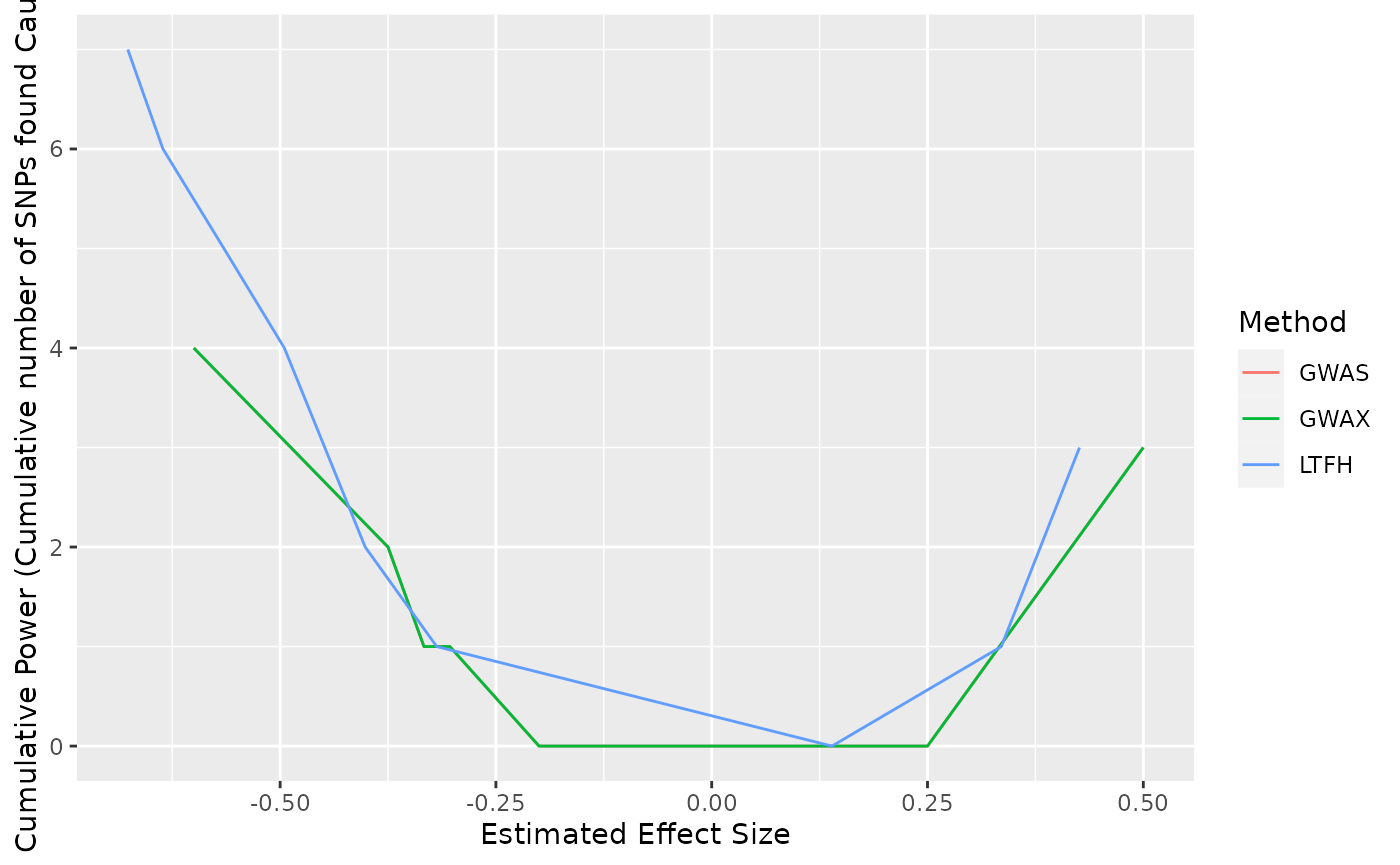 Cumulative Power (Cumulative number of SNPs found Cau
6
4
2
0
-0.50
-0.25
0.00
0.25
0.50
Estimated Effect Size
Method
GWAS
GWAX
LTFH